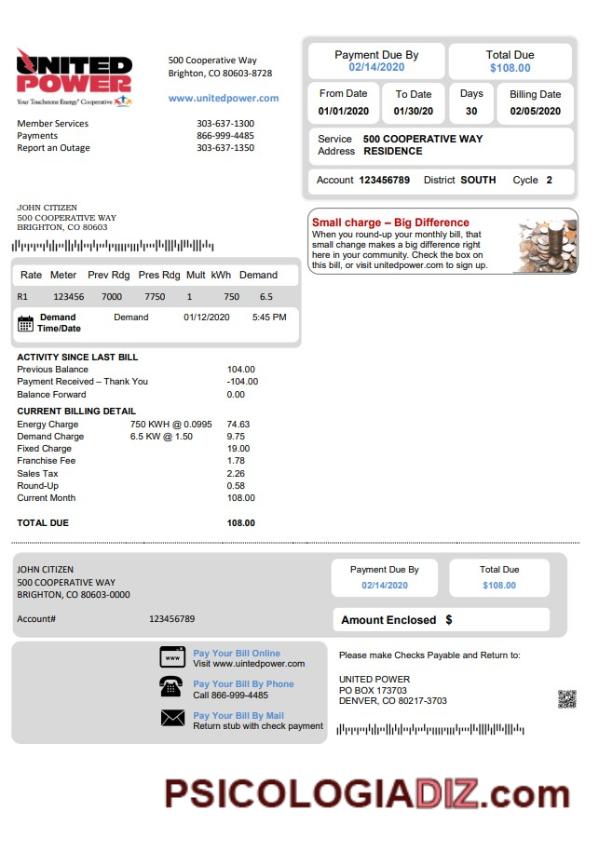 UNITED
POWER
Your Touchstone Energy® Cooperative
500 Cooperative Way
Brighton, CO 80603-8728
www.unitedpower.com
Member Services 303-637-1300
Payments 866-999-4485
Report an Outage 303-637-1350
Payment Due By
02/14/2020
Total Due
$108.00
From Date To Date Days Billing Date
01/01/2020 01/30/20 30 02/05/2020
Service 500 COOPERATIVE WAY
Address RESIDENCE
Account 123456789 District SOUTH Cycle 2
JOHN CITIZEN
500 COOPERATIVE WAY
BRIGHTON, CO 80603
Small charge – Big Difference
When you round-up your monthly bill, that
small change makes a big difference right
here in your community. Check the box on
this bill, or visit unitedpower.com to sign up.
Rate Meter Prev Rdg Pres Rdg Mult kWh Demand
R1 123456 7000 7750 1 750 6.5
Demand Demand 01/12/2020 5:45 PM
Time/Date
ACTIVITY SINCE LAST BILL
Previous Balance 104.00
Payment Received – Thank You -104.00
Balance Forward 0.00
CURRENT BILLING DETAIL
Energy Charge 750 KWH @ 0.0995 74.63
Demand Charge 6.5 KW @ 1.50 9.75
Fixed Charge 19.00
Franchise Fee 1.78
Sales Tax 2.26
Round-Up 0.58
Current Month 108.00
TOTAL DUE 108.00
JOHN CITIZEN
500 COOPERATIVE WAY
BRIGHTON, CO 80603-0000
Account# 123456789
Payment Due By
02/14/2020
Total Due
$108.00
Amount Enclosed $
www
Pay Your Bill Online
Visit www.uintedpower.com
Pay Your Bill By Phone
Call 866-999-4485
Pay Your Bill By Mail
Return stub with check payment
Please make Checks Payable and Return to:
UNITED POWER
PO BOX 173703
DENVER, CO 80217-3703
PSICOLOGIADIZ.com